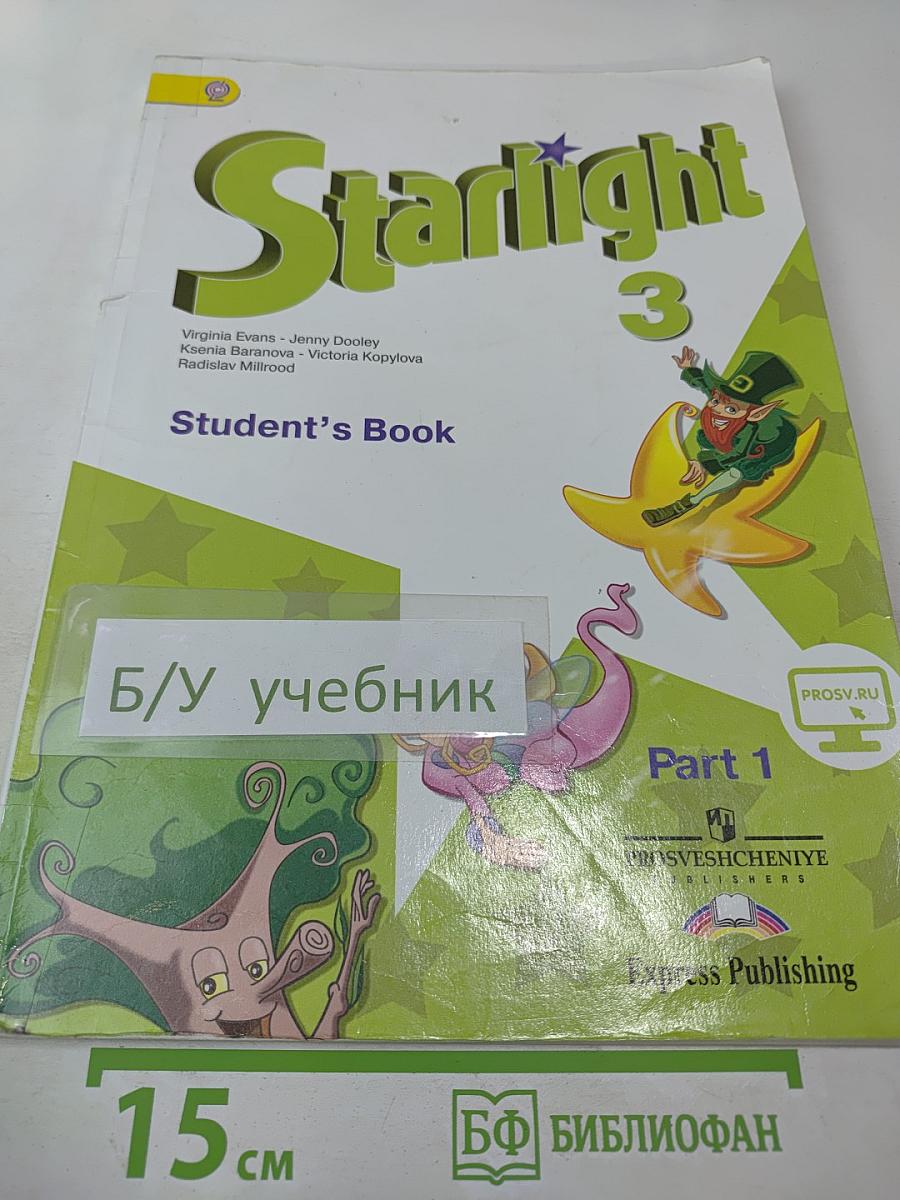 Starlight
3
Virginia Evans - Jenny Dooley
Ksenia Baranova - Victoria Kopylova
Radislav Millrood
Student's Book
Б/У учебник
PROSV.RU
Part 1
PROSVESHCHENIYE
PUBLISHERS
Express Publishing
15 см
БФ БИБЛИОФАН